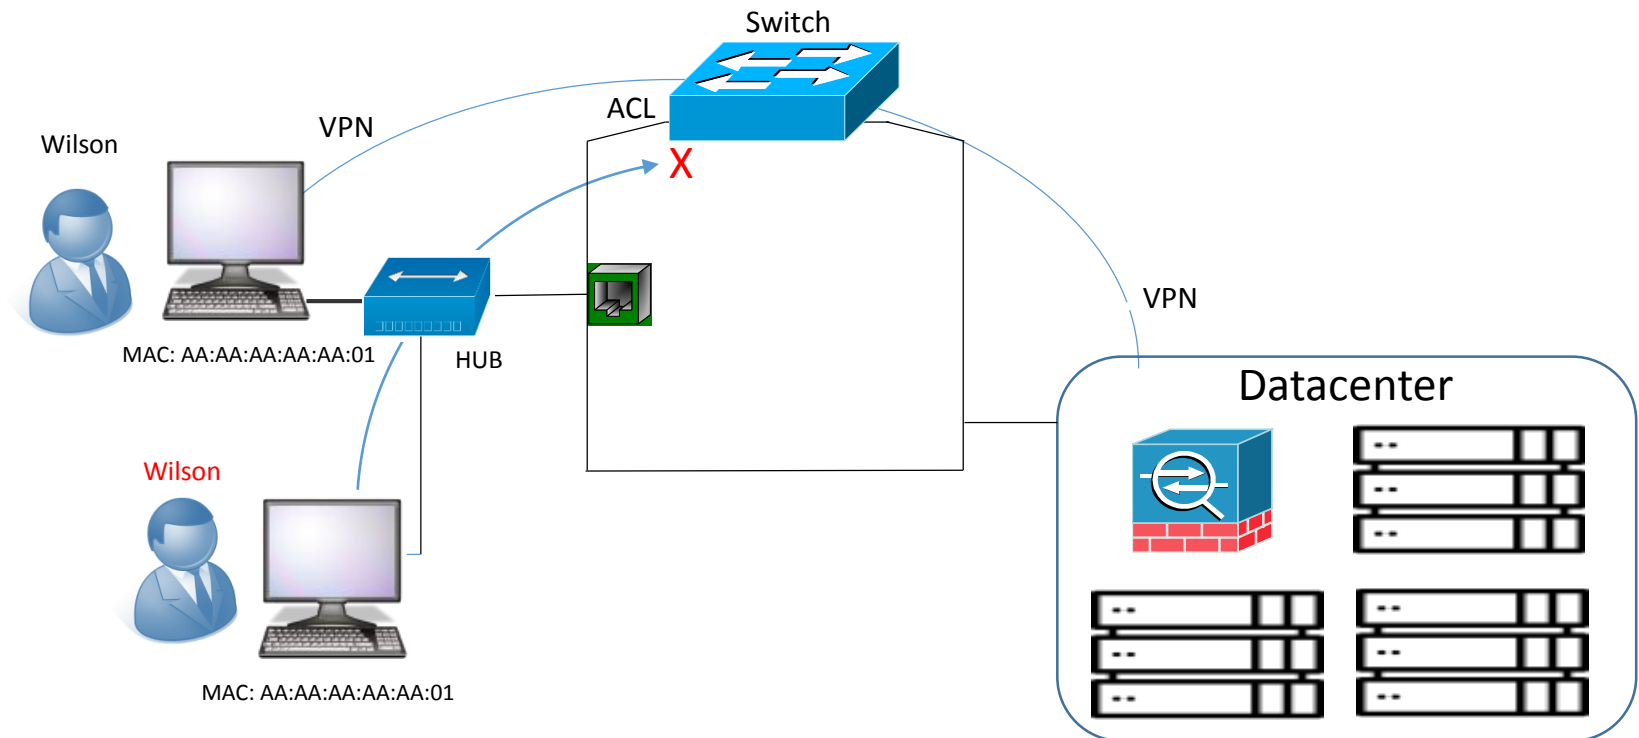 Switch
ACL
VPN
Wilson
X
VPN
MAC: AA:AA:AA:AA:AA:01
HUB
Datacenter
Wilson
MAC: AA:AA:AA:AA:AA:01